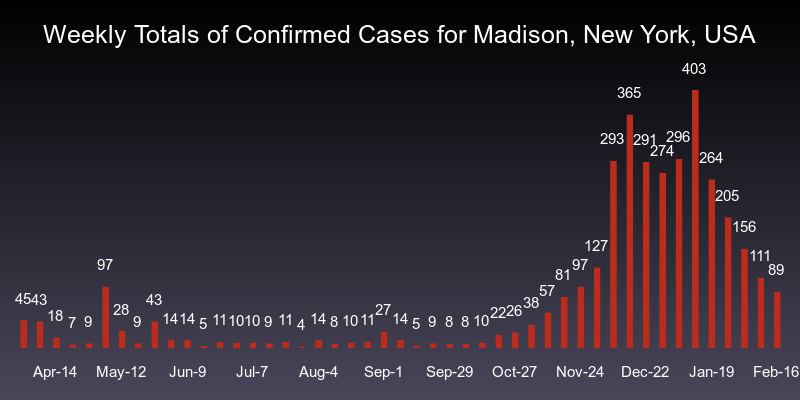 Weekly Totals of Confirmed Cases for Madison, New York, USA
45 43 18 7 9 97 28 9 43 14 14 5 11 10 10 9 11 4 14 8 10 11 27 14 5 9 8 8 10 22 26 38 57 81 97 127 293 365 291 274 296 403 264 205 156 111 89
Apr-14 May-12 Jun-9 Jul-7 Aug-4 Sep-1 Sep-29 Oct-27 Nov-24 Dec-22 Jan-19 Feb-16